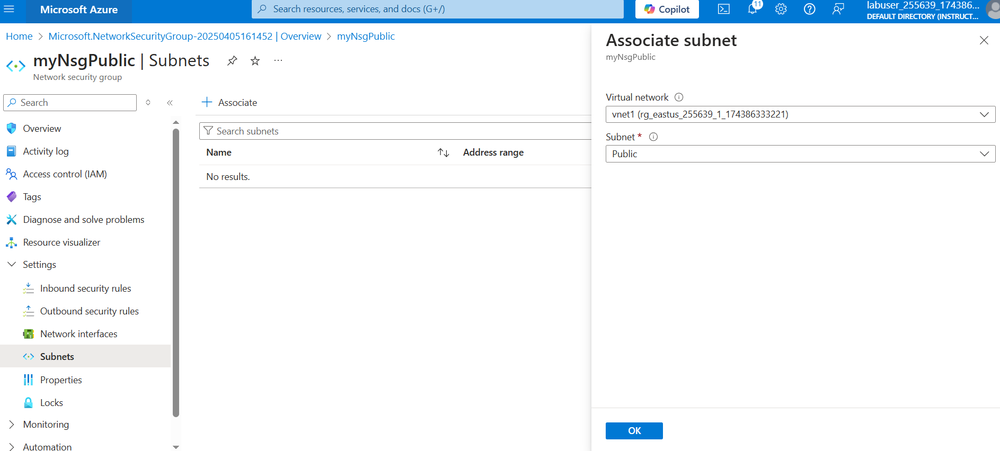 Microsoft Azure
Search resources, services, and docs (G+/)
Copilot
11
labuser_255639_174386...
DEFAULT DIRECTORY (INSTRUCT...
Home > Microsoft.NetworkSecurityGroup-20250405161452 | Overview > myNsgPublic
myNsgPublic | Subnets
...
Network security group
Search
Overview
Activity log
Access control (IAM)
Tags
Diagnose and solve problems
Resource visualizer
Settings
Inbound security rules
Outbound security rules
Network interfaces
Subnets
Properties
Locks
Monitoring
Automation
Associate
Search subnets
Name Address range
No results.
Associate subnet
myNsgPublic
Virtual network
vnet1 (rg_eastus_255639_1_174386333221)
Subnet *
Public
OK